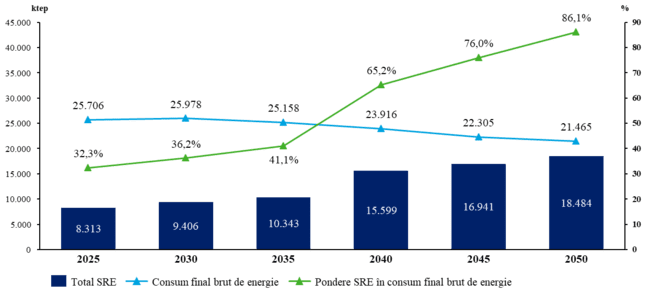 ktep %
45.000 90
40.000 80
35.000 70
30.000 60
25.000 50
20.000 40
15.000 30
10.000 20
5.000 10
0 0
86,1%
76,0%
65,2%
25.706 25.978 25.158 23.916 22.305 21.465
32,3% 36,2% 41,1%
8.313 9.406 10.343 15.599 16.941 18.484
2025 2030 2035 2040 2045 2050
Total SRE Consum final brut de energie Pondere SRE în consum final brut de energie